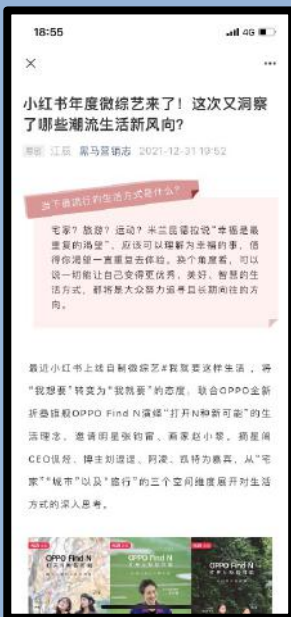 18:55
4G
小红书年度微综艺来了！这次又洞察
了哪些潮流生活新风向？
原创 江辰 黑马营销志 2021-12-31 19:52
当下最流行的生活方式是什么？
宅家？旅游？运动？米兰昆德拉说“幸福是最
重复的渴望”，应该可以理解为幸福的事，值
得你渴望一直重复去体验。换个角度看，可以
说一切能让自己变得更优秀、美好、智慧的生
活方式，都将是大众努力追寻且长期向往的方
向。
最近小红书上线自制微综艺#我就要这样生活 ，将
“我想要”转变为“我就要”的态度，联合OPPO全新
折叠旗舰OPPO Find N演绎“打开N种新可能”的生
活理念，邀请明星张钧甯、画家赵小黎、摘星阁
CEO侃烃、博主刘逗逗、阿凌、凯特为嘉宾，从“宅
家”“城市”以及“旅行”的三个空间维度展开对生活
方式的深入思考。
OPPO Find N
OPPO Find N
OPPO Find N